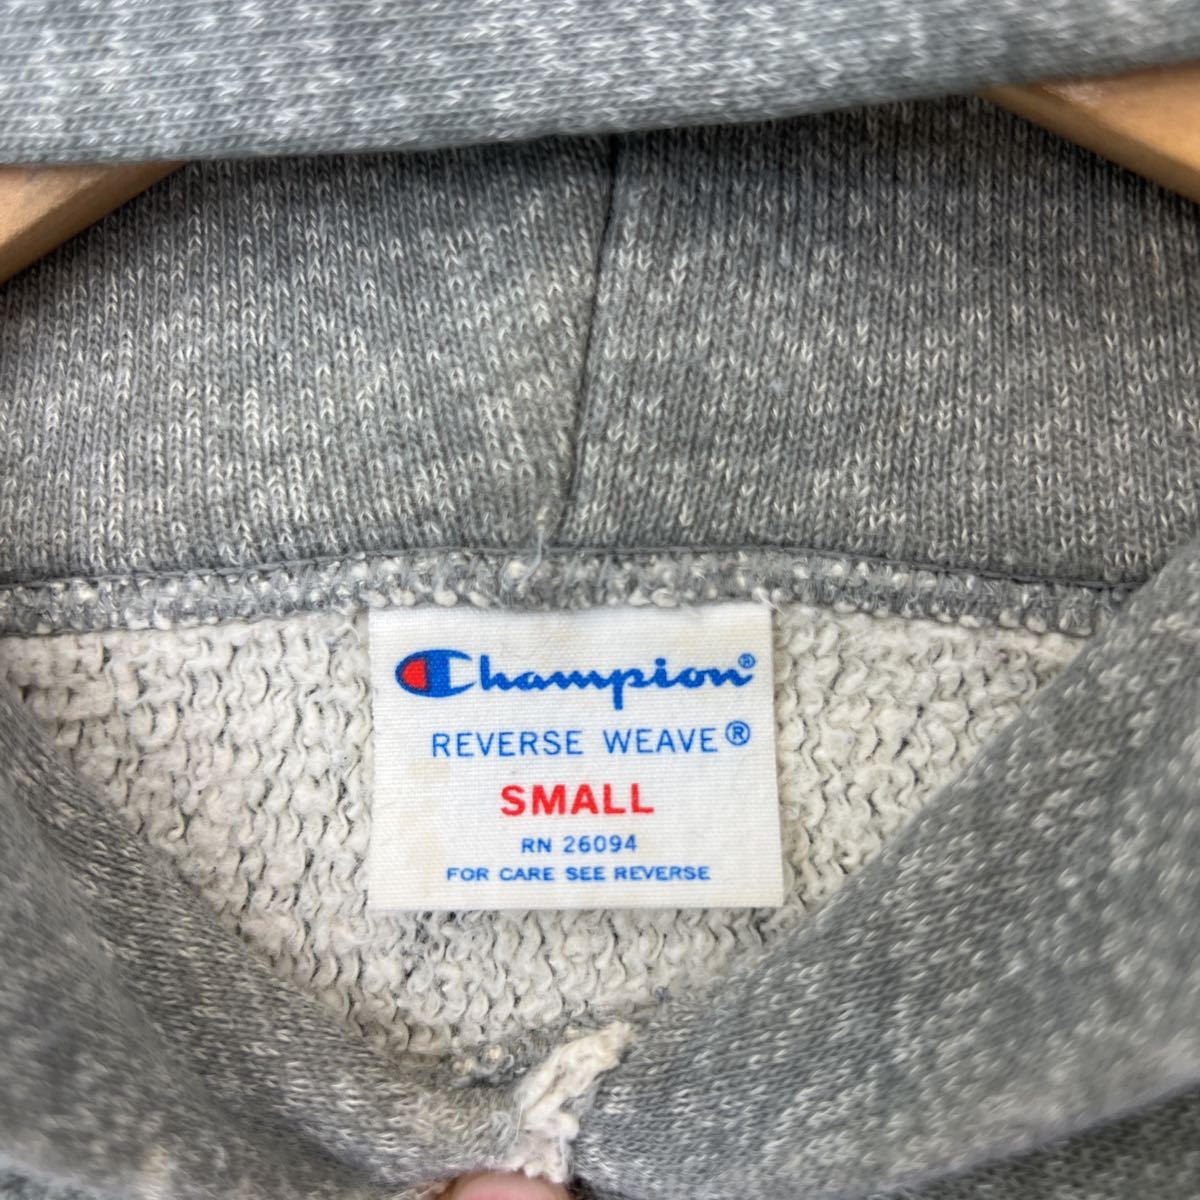 Champion®
REVERSE WEAVE®
SMALL
RN 26094
FOR CARE SEE REVERSE